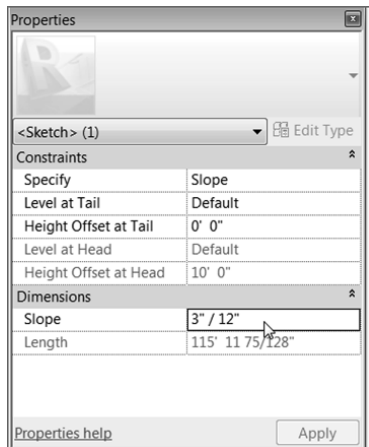 Properties
<Sketch> (1) Edit Type
Constraints
Specify Slope
Level at Tail Default
Height Offset at Tail 0' 0"
Level at Head Default
Height Offset at Head 10' 0"
Dimensions
Slope 3" / 12"
Length 115' 11 75/128"
Properties help Apply